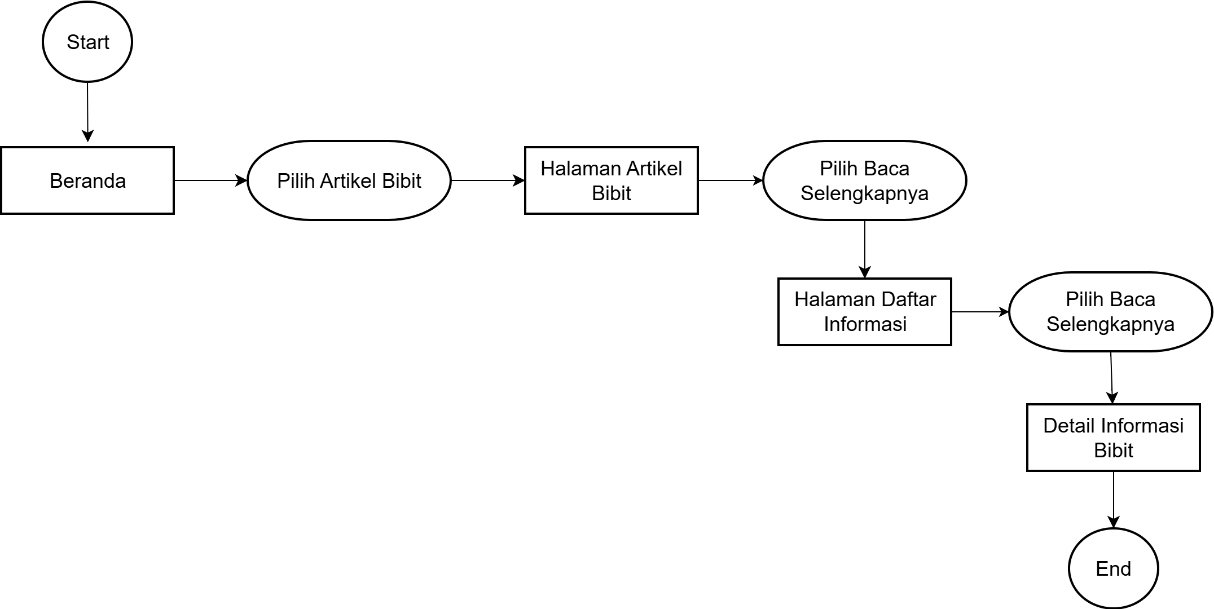 Start
Beranda
Pilih Artikel Bibit
Halaman Artikel
Bibit
Pilih Baca
Selengkapnya
Halaman Daftar
Informasi
Pilih Baca
Selengkapnya
Detail Informasi
Bibit
End